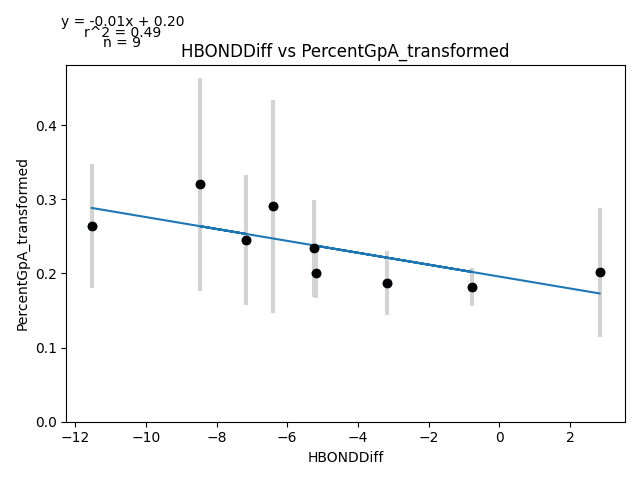 y = -0.01x + 0.20
r^2 = 0.49
n = 9
HBONDDiff vs PercentGpA_transformed
PercentGpA_transformed
0.4
0.3
0.2
0.1
0.0
−12 −10 −8 −6 −4 −2 0 2
HBONDDiff